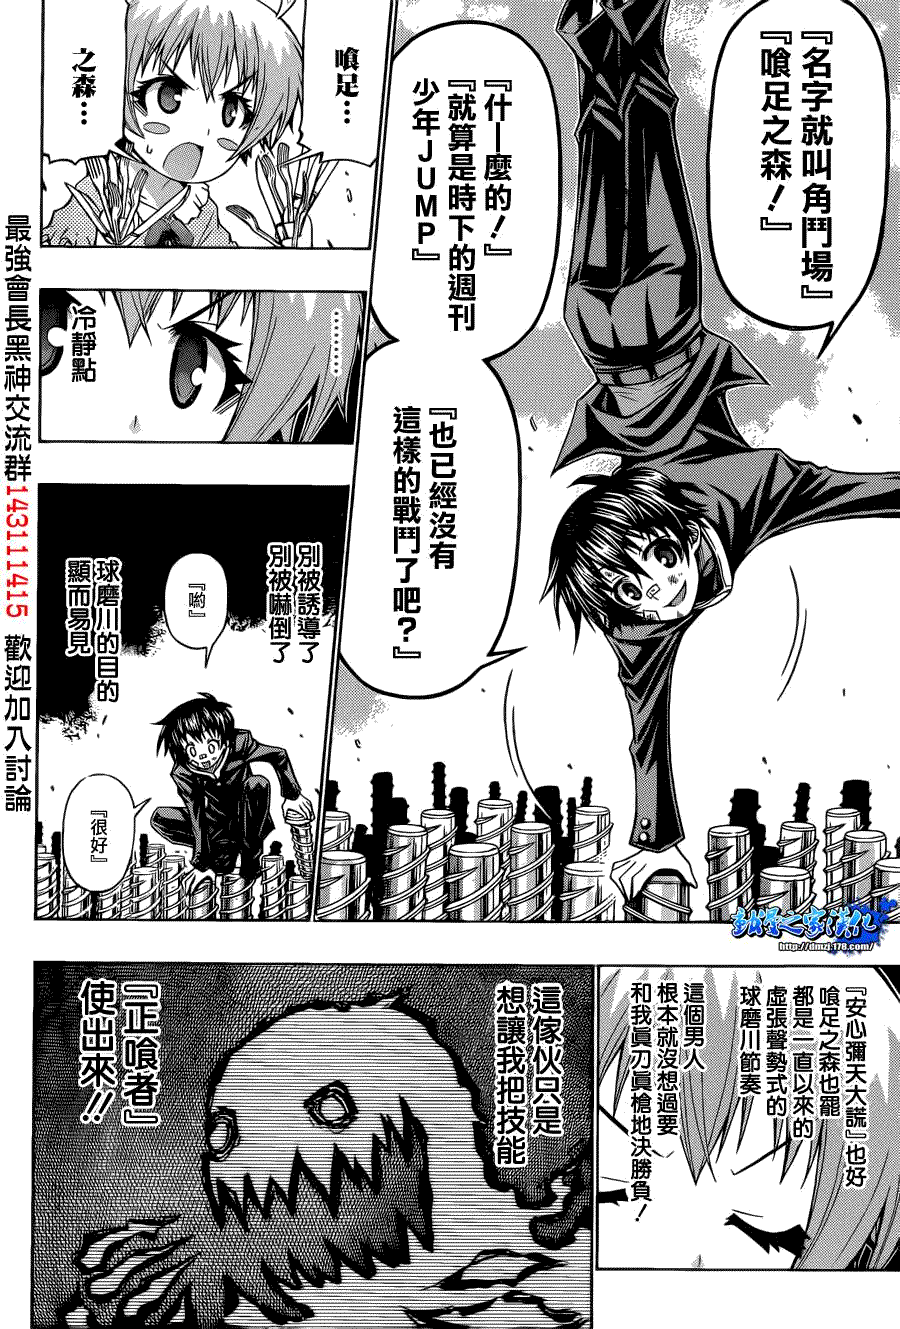 『名字就叫角鬥場』
『喰足之森！』
『什—麼的！』
『就算是時下的週刊
少年JUMP』
『也已經沒有
這樣的戰鬥了吧？』
喰足…
之森…
………
冷靜點
別被誘導了
別被嚇倒了
『喲』
球磨川的目的
顯而易見
『很好』
『安心彌天大謊』也好
喰足之森也罷
都是一直以來的
虛張聲勢式的
球磨川節奏
這個男人
根本就沒想過要
和我真刀真槍地決勝負！
這傢伙只是
想讓我把技能
『正喰者』
使出來！！
最強會長黑神交流群143111415 歡迎加入討論
動漫之家漢化
http://dmzj.178.com/